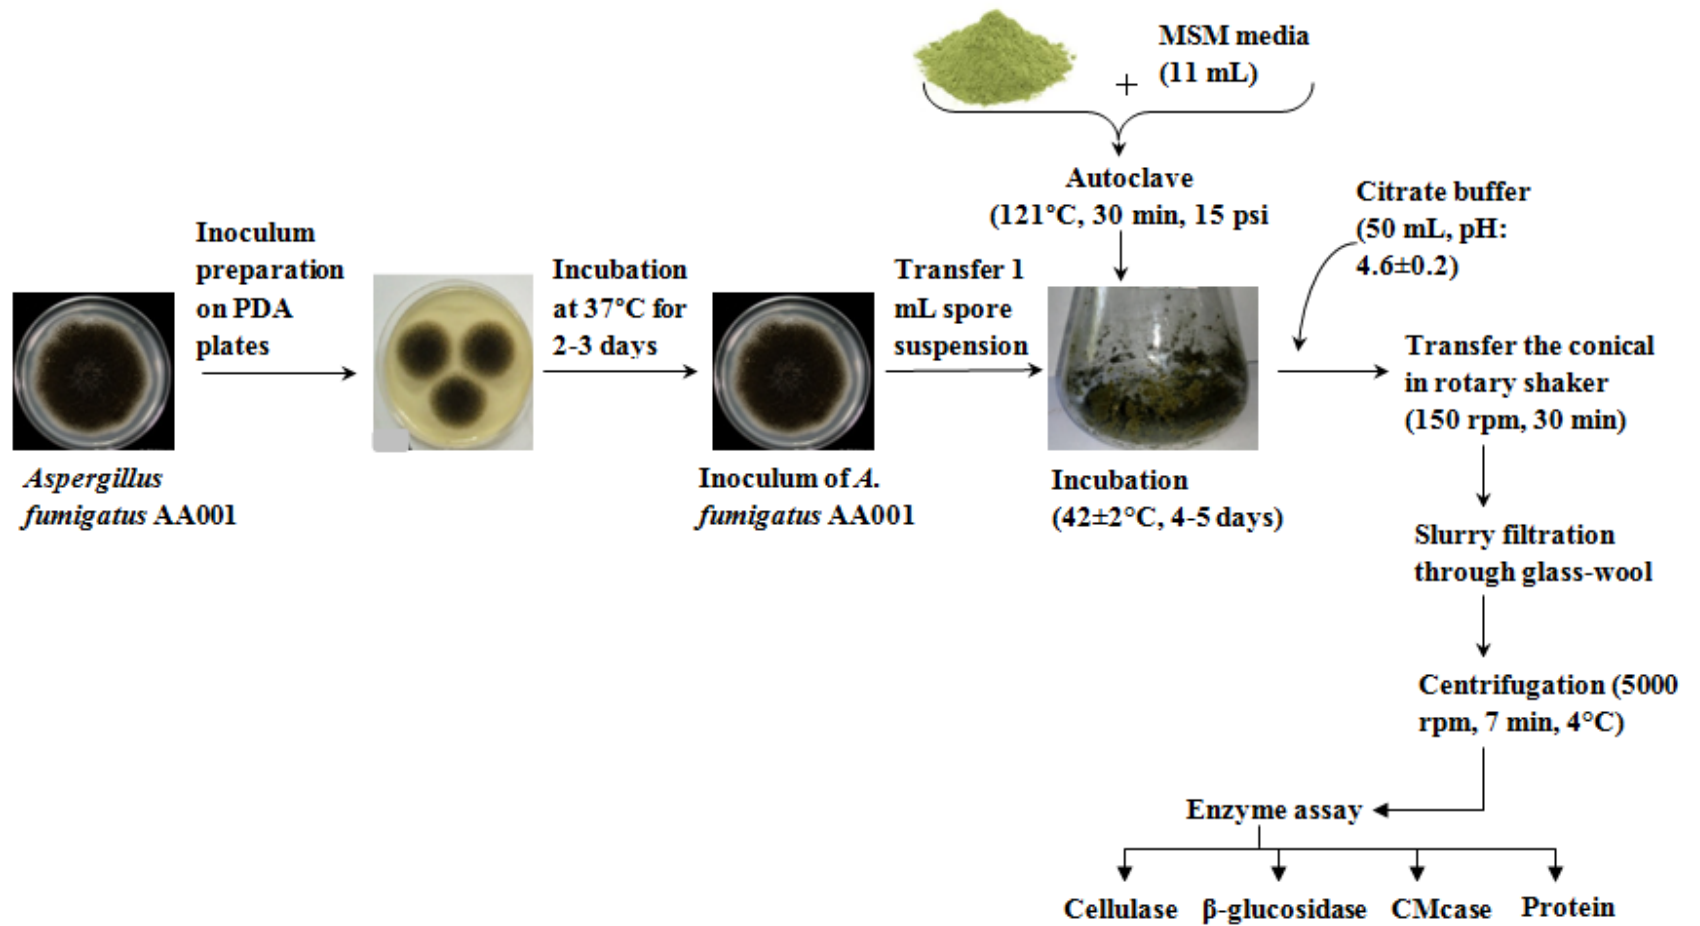 MSM media
(11 mL)
+
Autoclave
(121°C, 30 min, 15 psi
Citrate buffer
(50 mL, pH:
4.6±0.2)
Inoculum
preparation
on PDA
plates
Incubation
at 37°C for
2-3 days
Transfer 1
mL spore
suspension
Aspergillus
fumigatus AA001
Inoculum of A.
fumigatus AA001
Incubation
(42±2°C, 4-5 days)
Transfer the conical
in rotary shaker
(150 rpm, 30 min)
Slurry filtration
through glass-wool
Centrifugation (5000
rpm, 7 min, 4°C)
Enzyme assay
Cellulase
β-glucosidase
CMcase
Protein